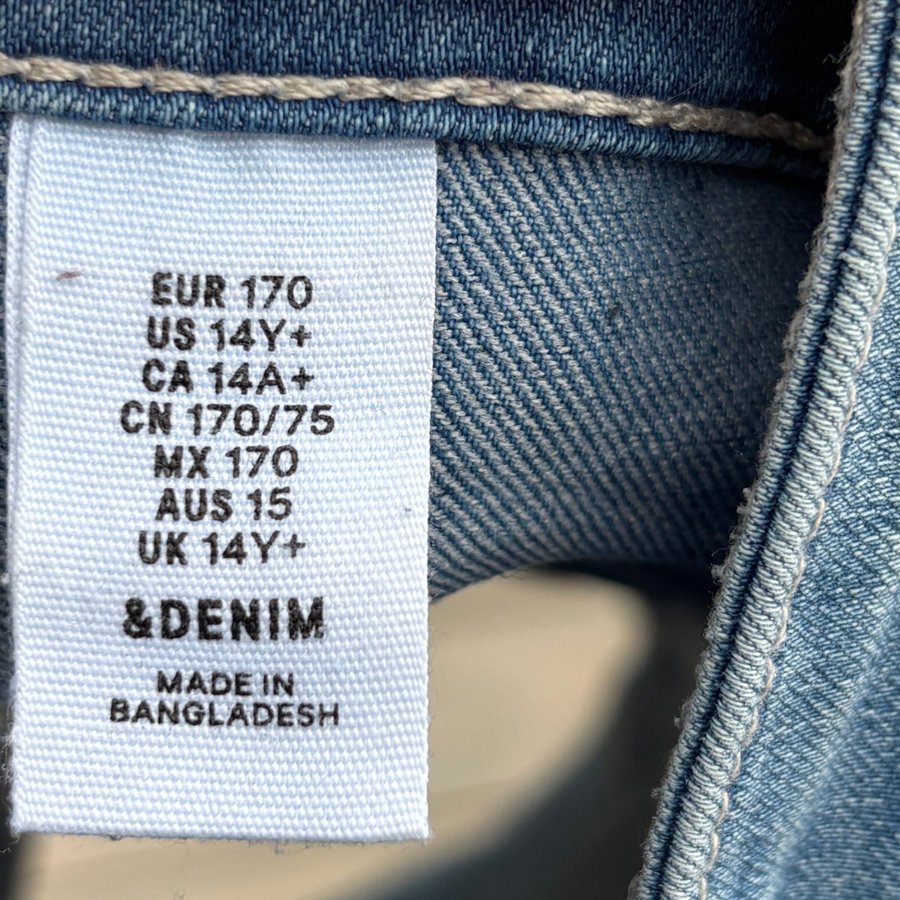 EUR 170
US 14Y+
CA 14A+
CN 170/75
MX 170
AUS 15
UK 14Y+
&DENIM
MADE IN
BANGLADESH